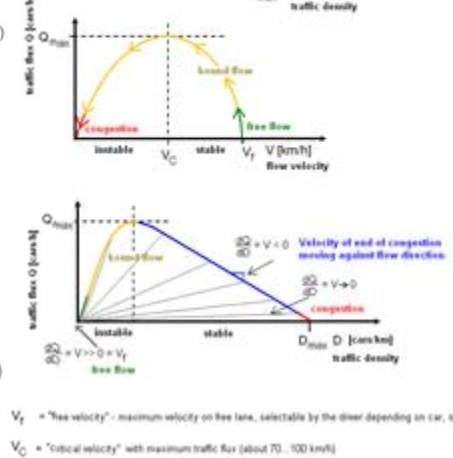 traffic density
traffic flux Q [cars/h]
Qmax
bound flow
congestion
free flow
instable
stable
VC
Vf
V [km/h]
flow velocity
traffic flux Q [cars/h]
Qmax
bound flow
dQ/dD = V < 0
Velocity of end of congestion
moving against flow direction
dQ/dD = V→0
congestion
instable
stable
Dmax D [cars/km]
traffic density
dQ/dD = V >> 0 = Vf
free flow
Vf = "free velocity" - maximum velocity on free lane, selectable by the driver depending on car, s
VC = "critical velocity" with maximum traffic flux (about 70.. 100 km/h)